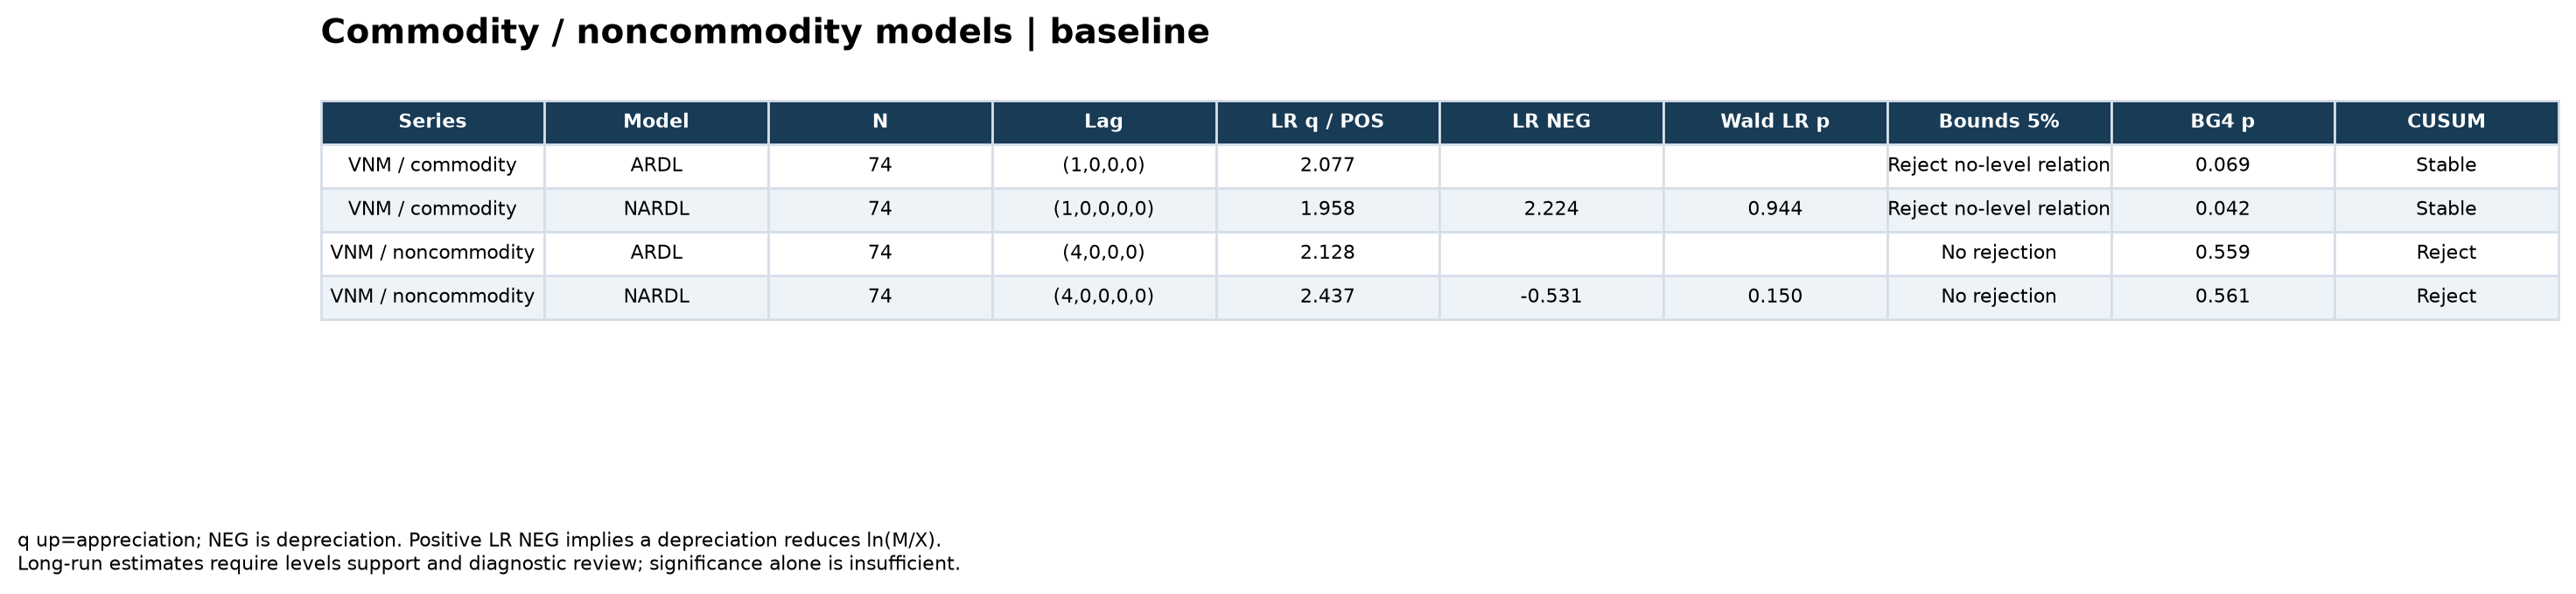 Commodity / noncommodity models | baseline
Series Model N Lag LR q / POS LR NEG Wald LR p Bounds 5% BG4 p CUSUM
VNM / commodity ARDL 74 (1,0,0,0) 2.077 Reject no-level relation 0.069 Stable
VNM / commodity NARDL 74 (1,0,0,0,0) 1.958 2.224 0.944 Reject no-level relation 0.042 Stable
VNM / noncommodity ARDL 74 (4,0,0,0) 2.128 No rejection 0.559 Reject
VNM / noncommodity NARDL 74 (4,0,0,0,0) 2.437 -0.531 0.150 No rejection 0.561 Reject
q up=appreciation; NEG is depreciation. Positive LR NEG implies a depreciation reduces ln(M/X).
Long-run estimates require levels support and diagnostic review; significance alone is insufficient.